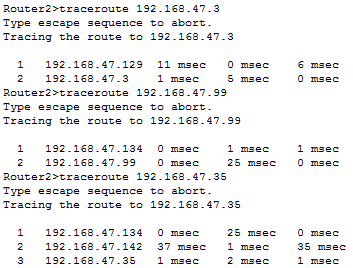 Router2>traceroute 192.168.47.3
Type escape sequence to abort.
Tracing the route to 192.168.47.3
1 192.168.47.129 11 msec 0 msec 6 msec
2 192.168.47.3 1 msec 5 msec 0 msec
Router2>traceroute 192.168.47.99
Type escape sequence to abort.
Tracing the route to 192.168.47.99
1 192.168.47.134 0 msec 1 msec 1 msec
2 192.168.47.99 0 msec 25 msec 0 msec
Router2>traceroute 192.168.47.35
Type escape sequence to abort.
Tracing the route to 192.168.47.35
1 192.168.47.134 0 msec 25 msec 0 msec
2 192.168.47.142 37 msec 1 msec 35 msec
3 192.168.47.35 1 msec 2 msec 1 msec